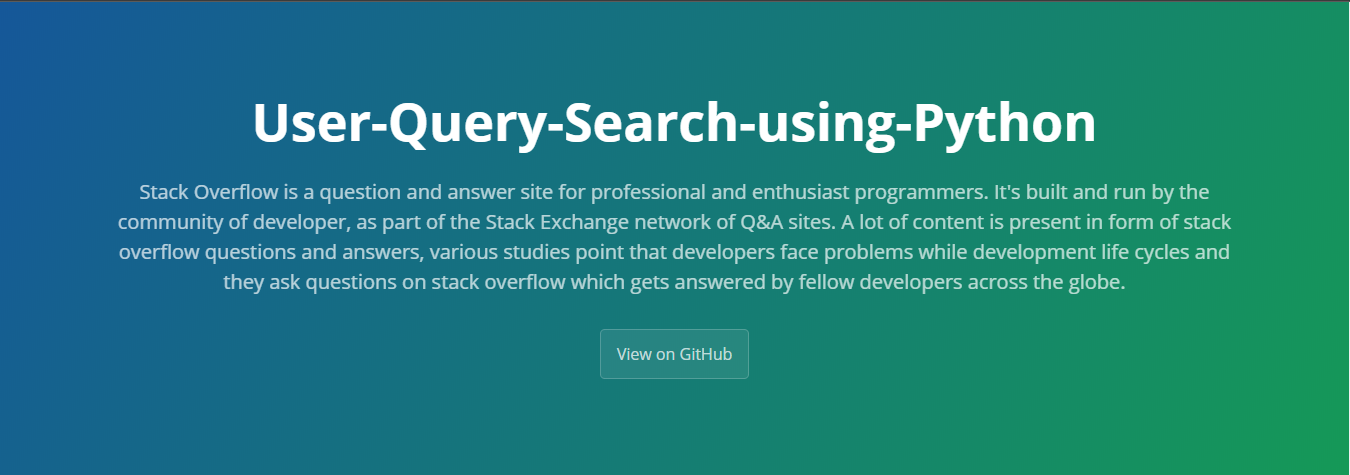 User-Query-Search-using-Python
Stack Overflow is a question and answer site for professional and enthusiast programmers. It's built and run by the
community of developer, as part of the Stack Exchange network of Q&A sites. A lot of content is present in form of stack
overflow questions and answers, various studies point that developers face problems while development life cycles and
they ask questions on stack overflow which gets answered by fellow developers across the globe.
View on GitHub